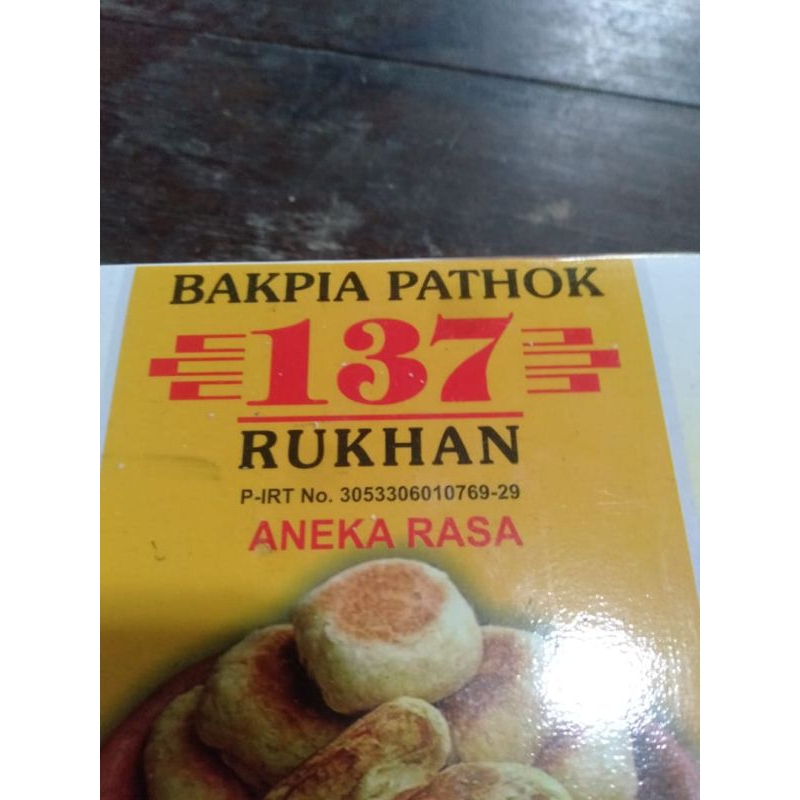 BAKPIA PATHOK
137
RUKHAN
P-IRT No. 3053306010769-29
ANEKA RASA